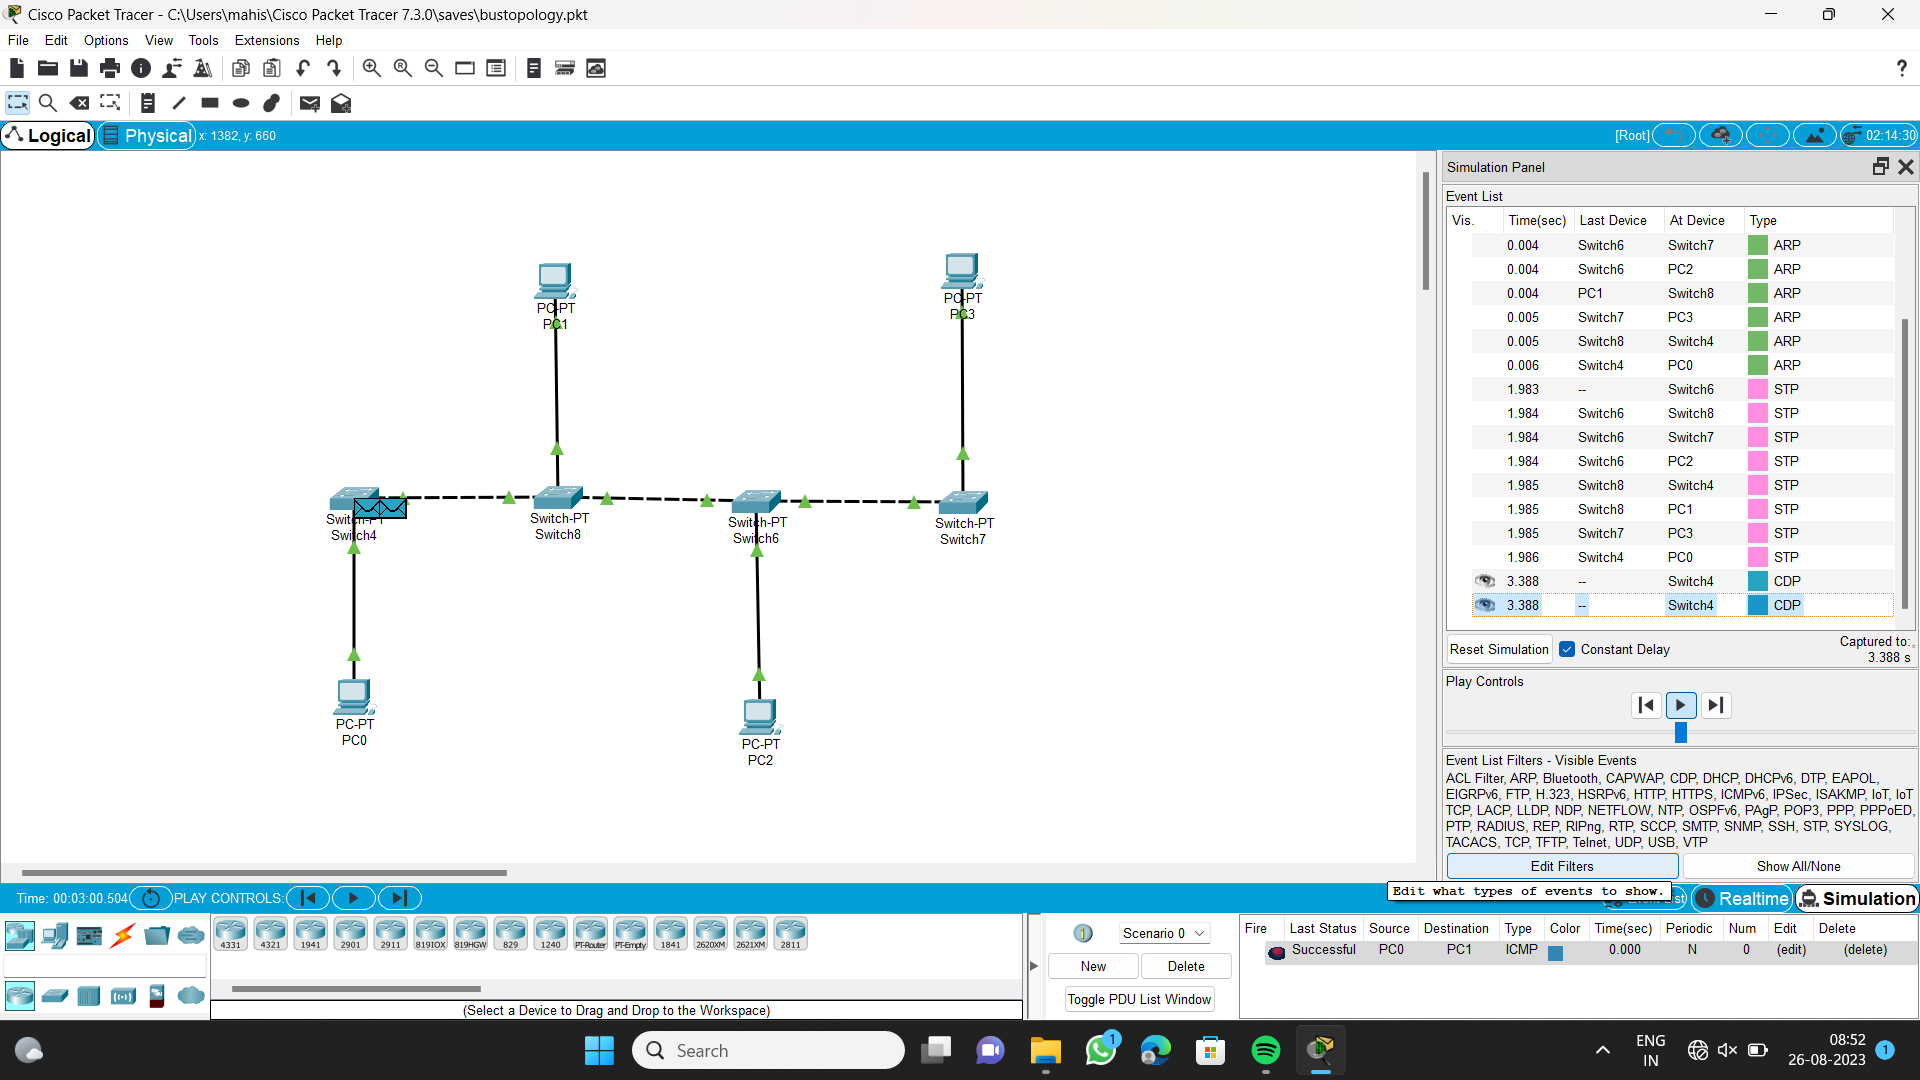 Cisco Packet Tracer - C:\Users\mahis\Cisco Packet Tracer 7.3.0\saves\bustopology.pkt
File Edit Options View Tools Extensions Help
Logical Physical x: 1382, y: 660 [Root] 02:14:30
Simulation Panel
Event List
Vis. Time(sec) Last Device At Device Type
0.004 Switch6 Switch7 ARP
0.004 Switch6 PC2 ARP
0.004 PC1 Switch8 ARP
0.005 Switch7 PC3 ARP
0.005 Switch8 Switch4 ARP
0.006 Switch4 PC0 ARP
1.983 -- Switch6 STP
1.984 Switch6 Switch8 STP
1.984 Switch6 Switch7 STP
1.984 Switch6 PC2 STP
1.985 Switch8 Switch4 STP
1.985 Switch8 PC1 STP
1.985 Switch7 PC3 STP
1.986 Switch4 PC0 STP
3.388 -- Switch4 CDP
3.388 -- Switch4 CDP
Reset Simulation Constant Delay Captured to:
3.388 s
Play Controls
Event List Filters - Visible Events
ACL Filter, ARP, Bluetooth, CAPWAP, CDP, DHCP, DHCPv6, DTP, EAPOL,
EIGRPv6, FTP, H.323, HSRPv6, HTTP, HTTPS, ICMPv6, IPSec, ISAKMP, IoT, IoT
TCP, LACP, LLDP, NDP, NETFLOW, NTP, OSPFv6, PAgP, POP3, PPP, PPPoED,
PTP, RADIUS, REP, RIPng, RTP, SCCP, SMTP, SNMP, SSH, STP, SYSLOG,
TACACS, TCP, TFTP, Telnet, UDP, USB, VTP
Edit Filters Show All/None
Edit what types of events to show.
PC-PT
PC1
PC-PT
PC3
Switch-PT
Switch4
Switch-PT
Switch8
Switch-PT
Switch6
Switch-PT
Switch7
PC-PT
PC0
PC-PT
PC2
Time: 00:03:00.504 PLAY CONTROLS: Event List Realtime Simulation
4331 4321 1941 2901 2911 819IOX 819HGW 829 1240 PT-Router PT-Empty 1841 2620XM 2621XM 2811
(Select a Device to Drag and Drop to the Workspace)
Scenario 0
New Delete
Toggle PDU List Window
Fire Last Status Source Destination Type Color Time(sec) Periodic Num Edit Delete
Successful PC0 PC1 ICMP 0.000 N 0 (edit) (delete)
Search
1
ENG
IN
08:52
26-08-2023
1